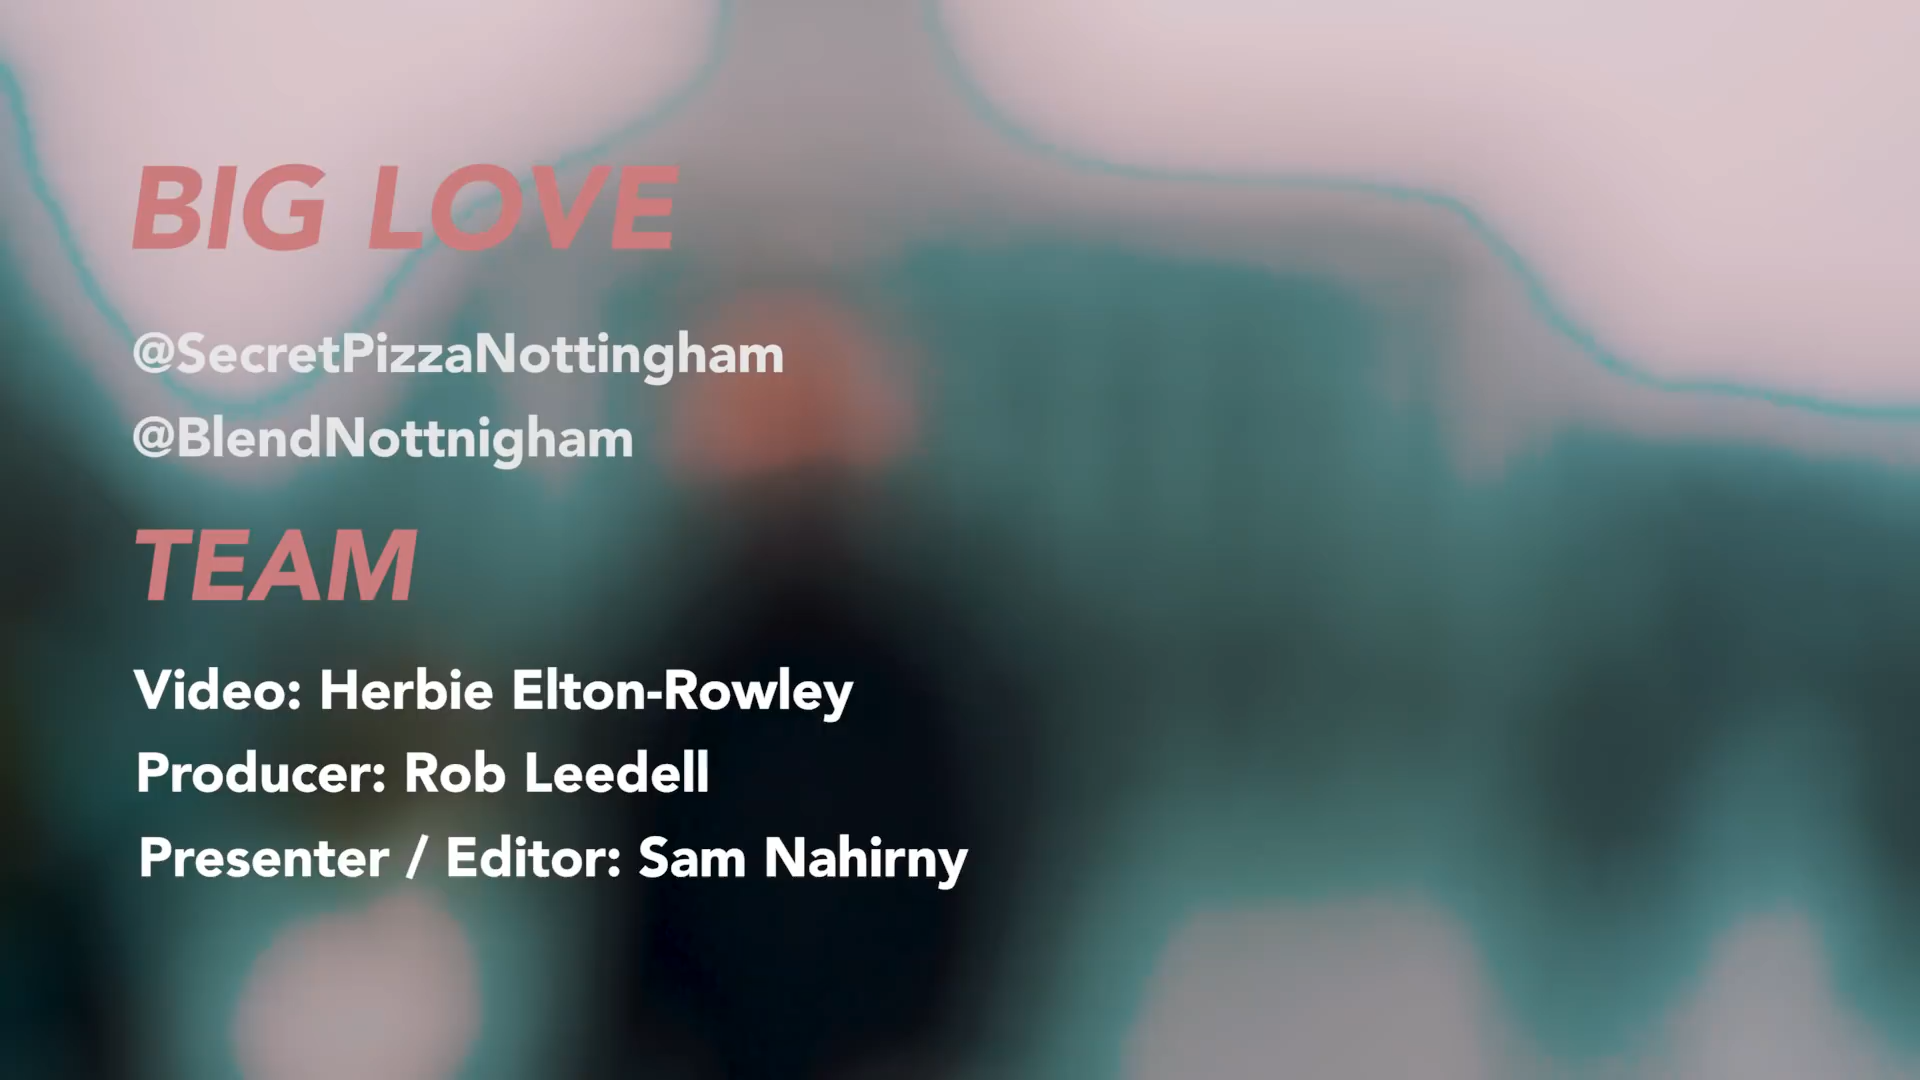 BIG LOVE
@SecretPizzaNottingham
@BlendNottnigham
TEAM
Video: Herbie Elton-Rowley
Producer: Rob Leedell
Presenter / Editor: Sam Nahirny